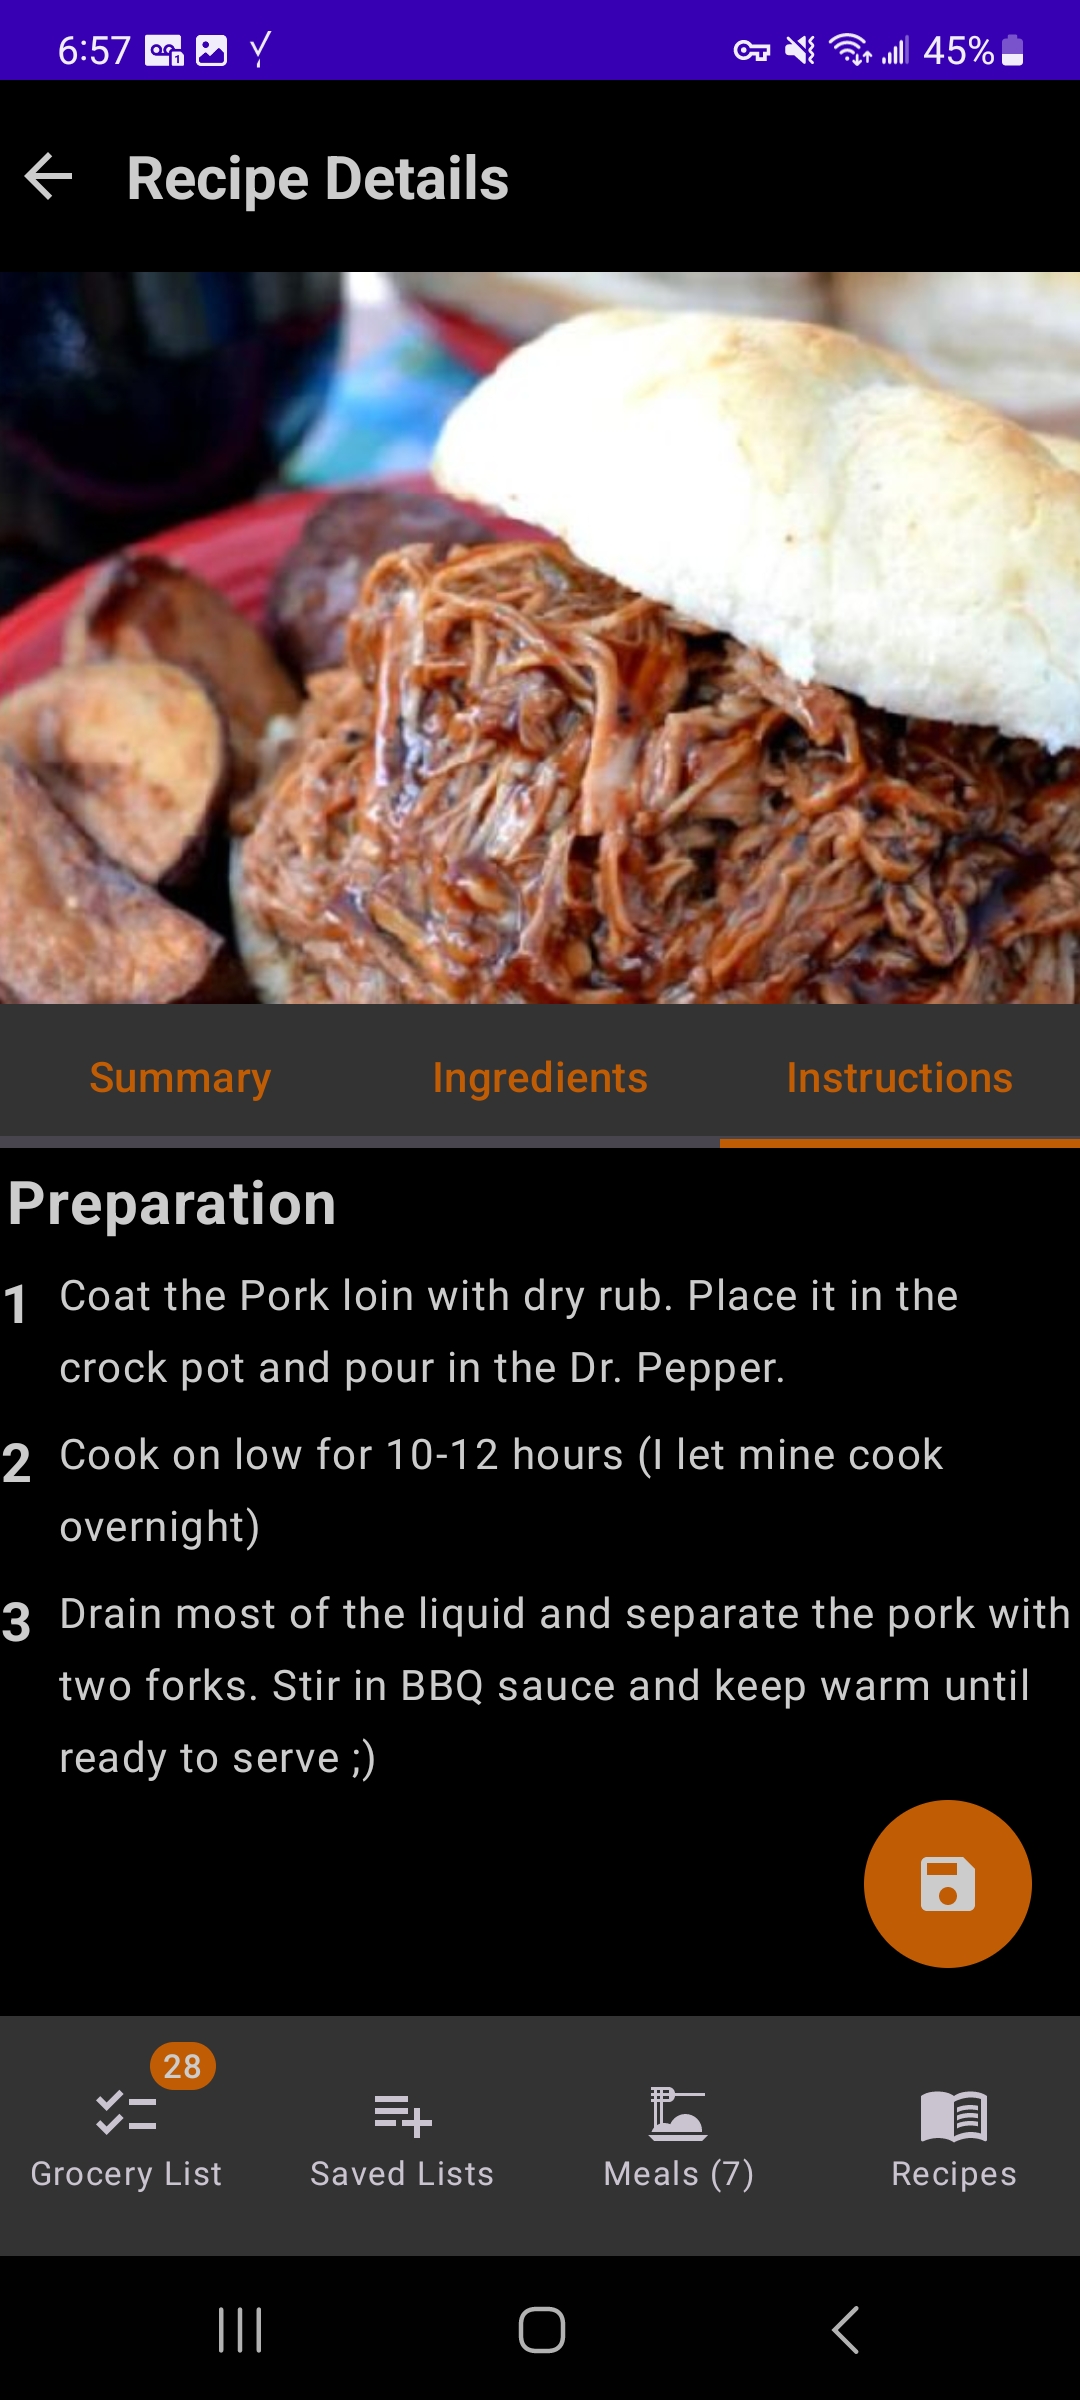 6:57
1
45%
Recipe Details
Summary
Ingredients
Instructions
Preparation
1 Coat the Pork loin with dry rub. Place it in the
crock pot and pour in the Dr. Pepper.
2 Cook on low for 10-12 hours (I let mine cook
overnight)
3 Drain most of the liquid and separate the pork with
two forks. Stir in BBQ sauce and keep warm until
ready to serve ;)
28
Grocery List
Saved Lists
Meals (7)
Recipes